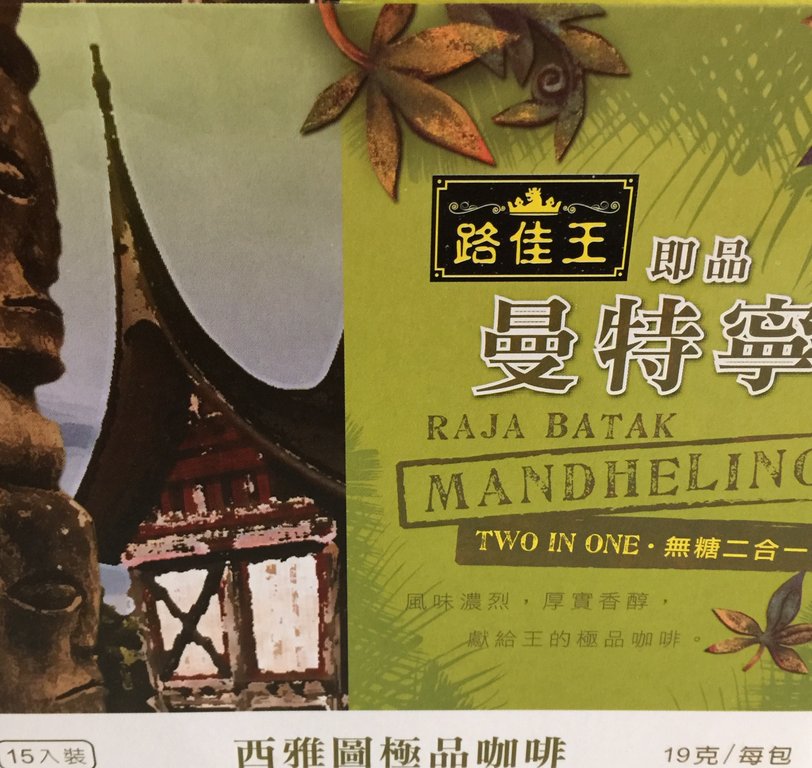 路佳王
即品
曼特寧
RAJA BATAK
MANDHELING
TWO IN ONE·無糖二合一
風味濃烈，厚實香醇，
獻給王的極品咖啡。
15入裝
西雅圖極品咖啡
19克/每包